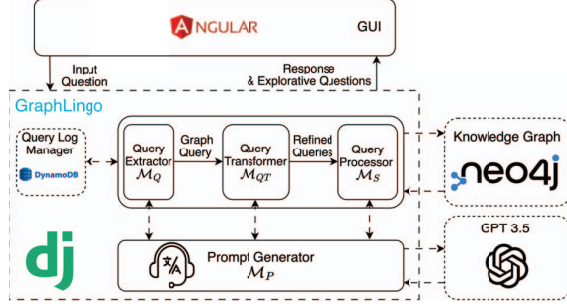 ANGULAR GUI
Input
Question
Response
& Explorative Questions
GraphLingo
Query Log
Manager
DynamoDB
Query
Extractor
M_Q
Graph
Query
Query
Transformer
M_QT
Refined
Queries
Query
Processor
M_S
Knowledge Graph
neo4j
dj
Prompt Generator
M_P
GPT 3.5